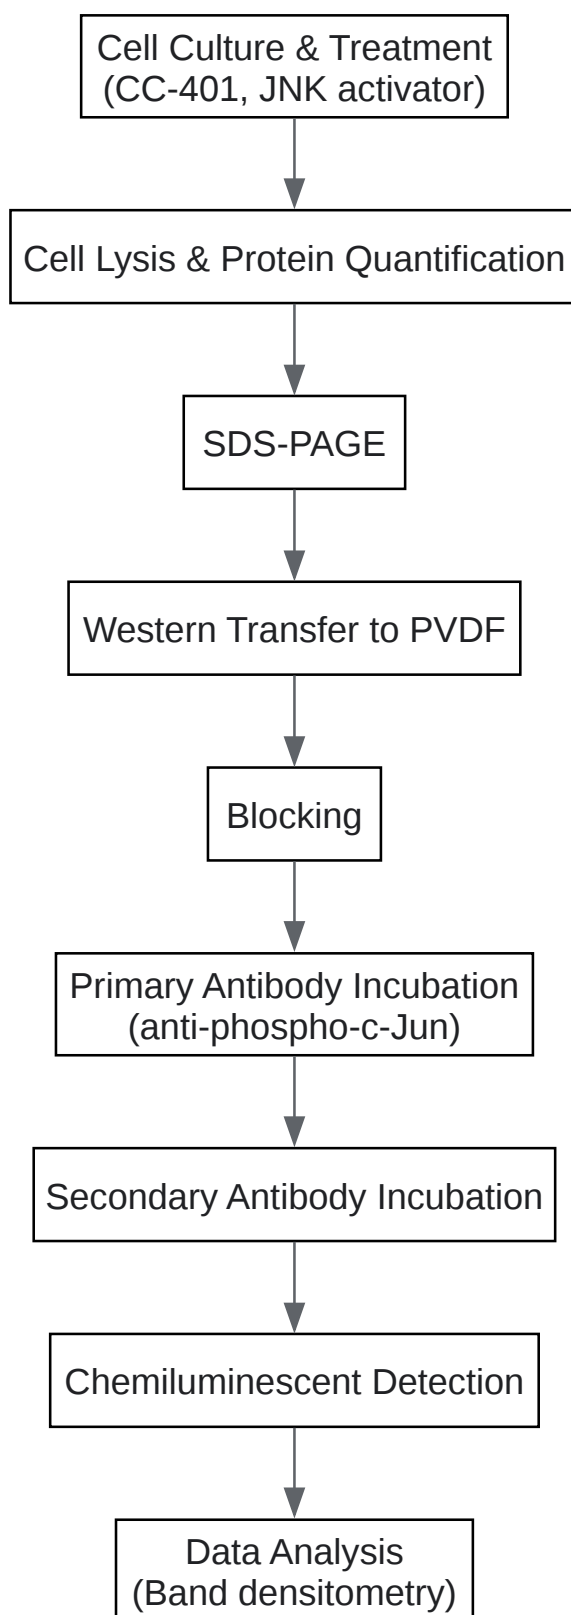 Cell Culture & Treatment
(CC-401, JNK activator)
Cell Lysis & Protein Quantification
SDS-PAGE
Western Transfer to PVDF
Blocking
Primary Antibody Incubation
(anti-phospho-c-Jun)
Secondary Antibody Incubation
Chemiluminescent Detection
Data Analysis
(Band densitometry)